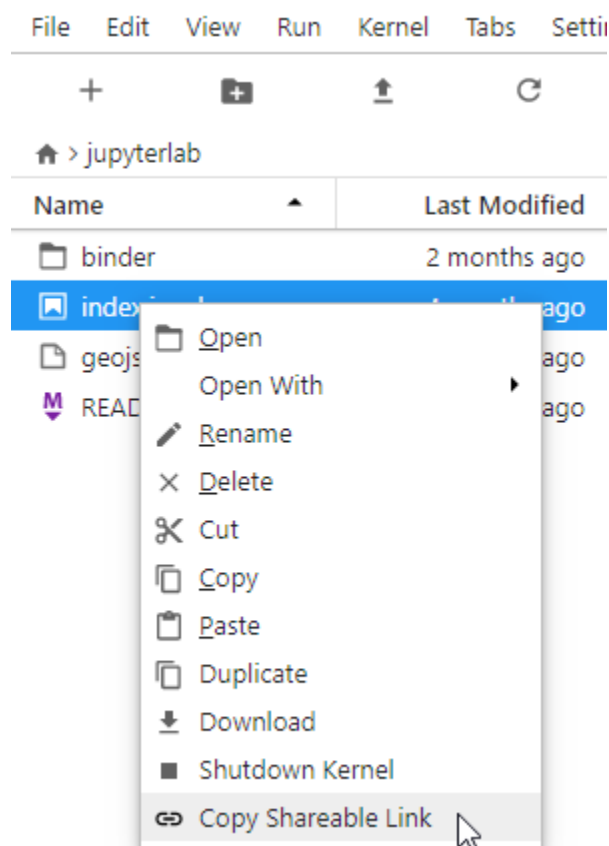 File Edit View Run Kernel Tabs
jupyterlab
Name Last Modified
binder 2 months ago
ago
ago
ago
Open
Open With
Rename
Delete
Cut
Copy
Paste
Duplicate
Download
Shutdown Kernel
Copy Shareable Link